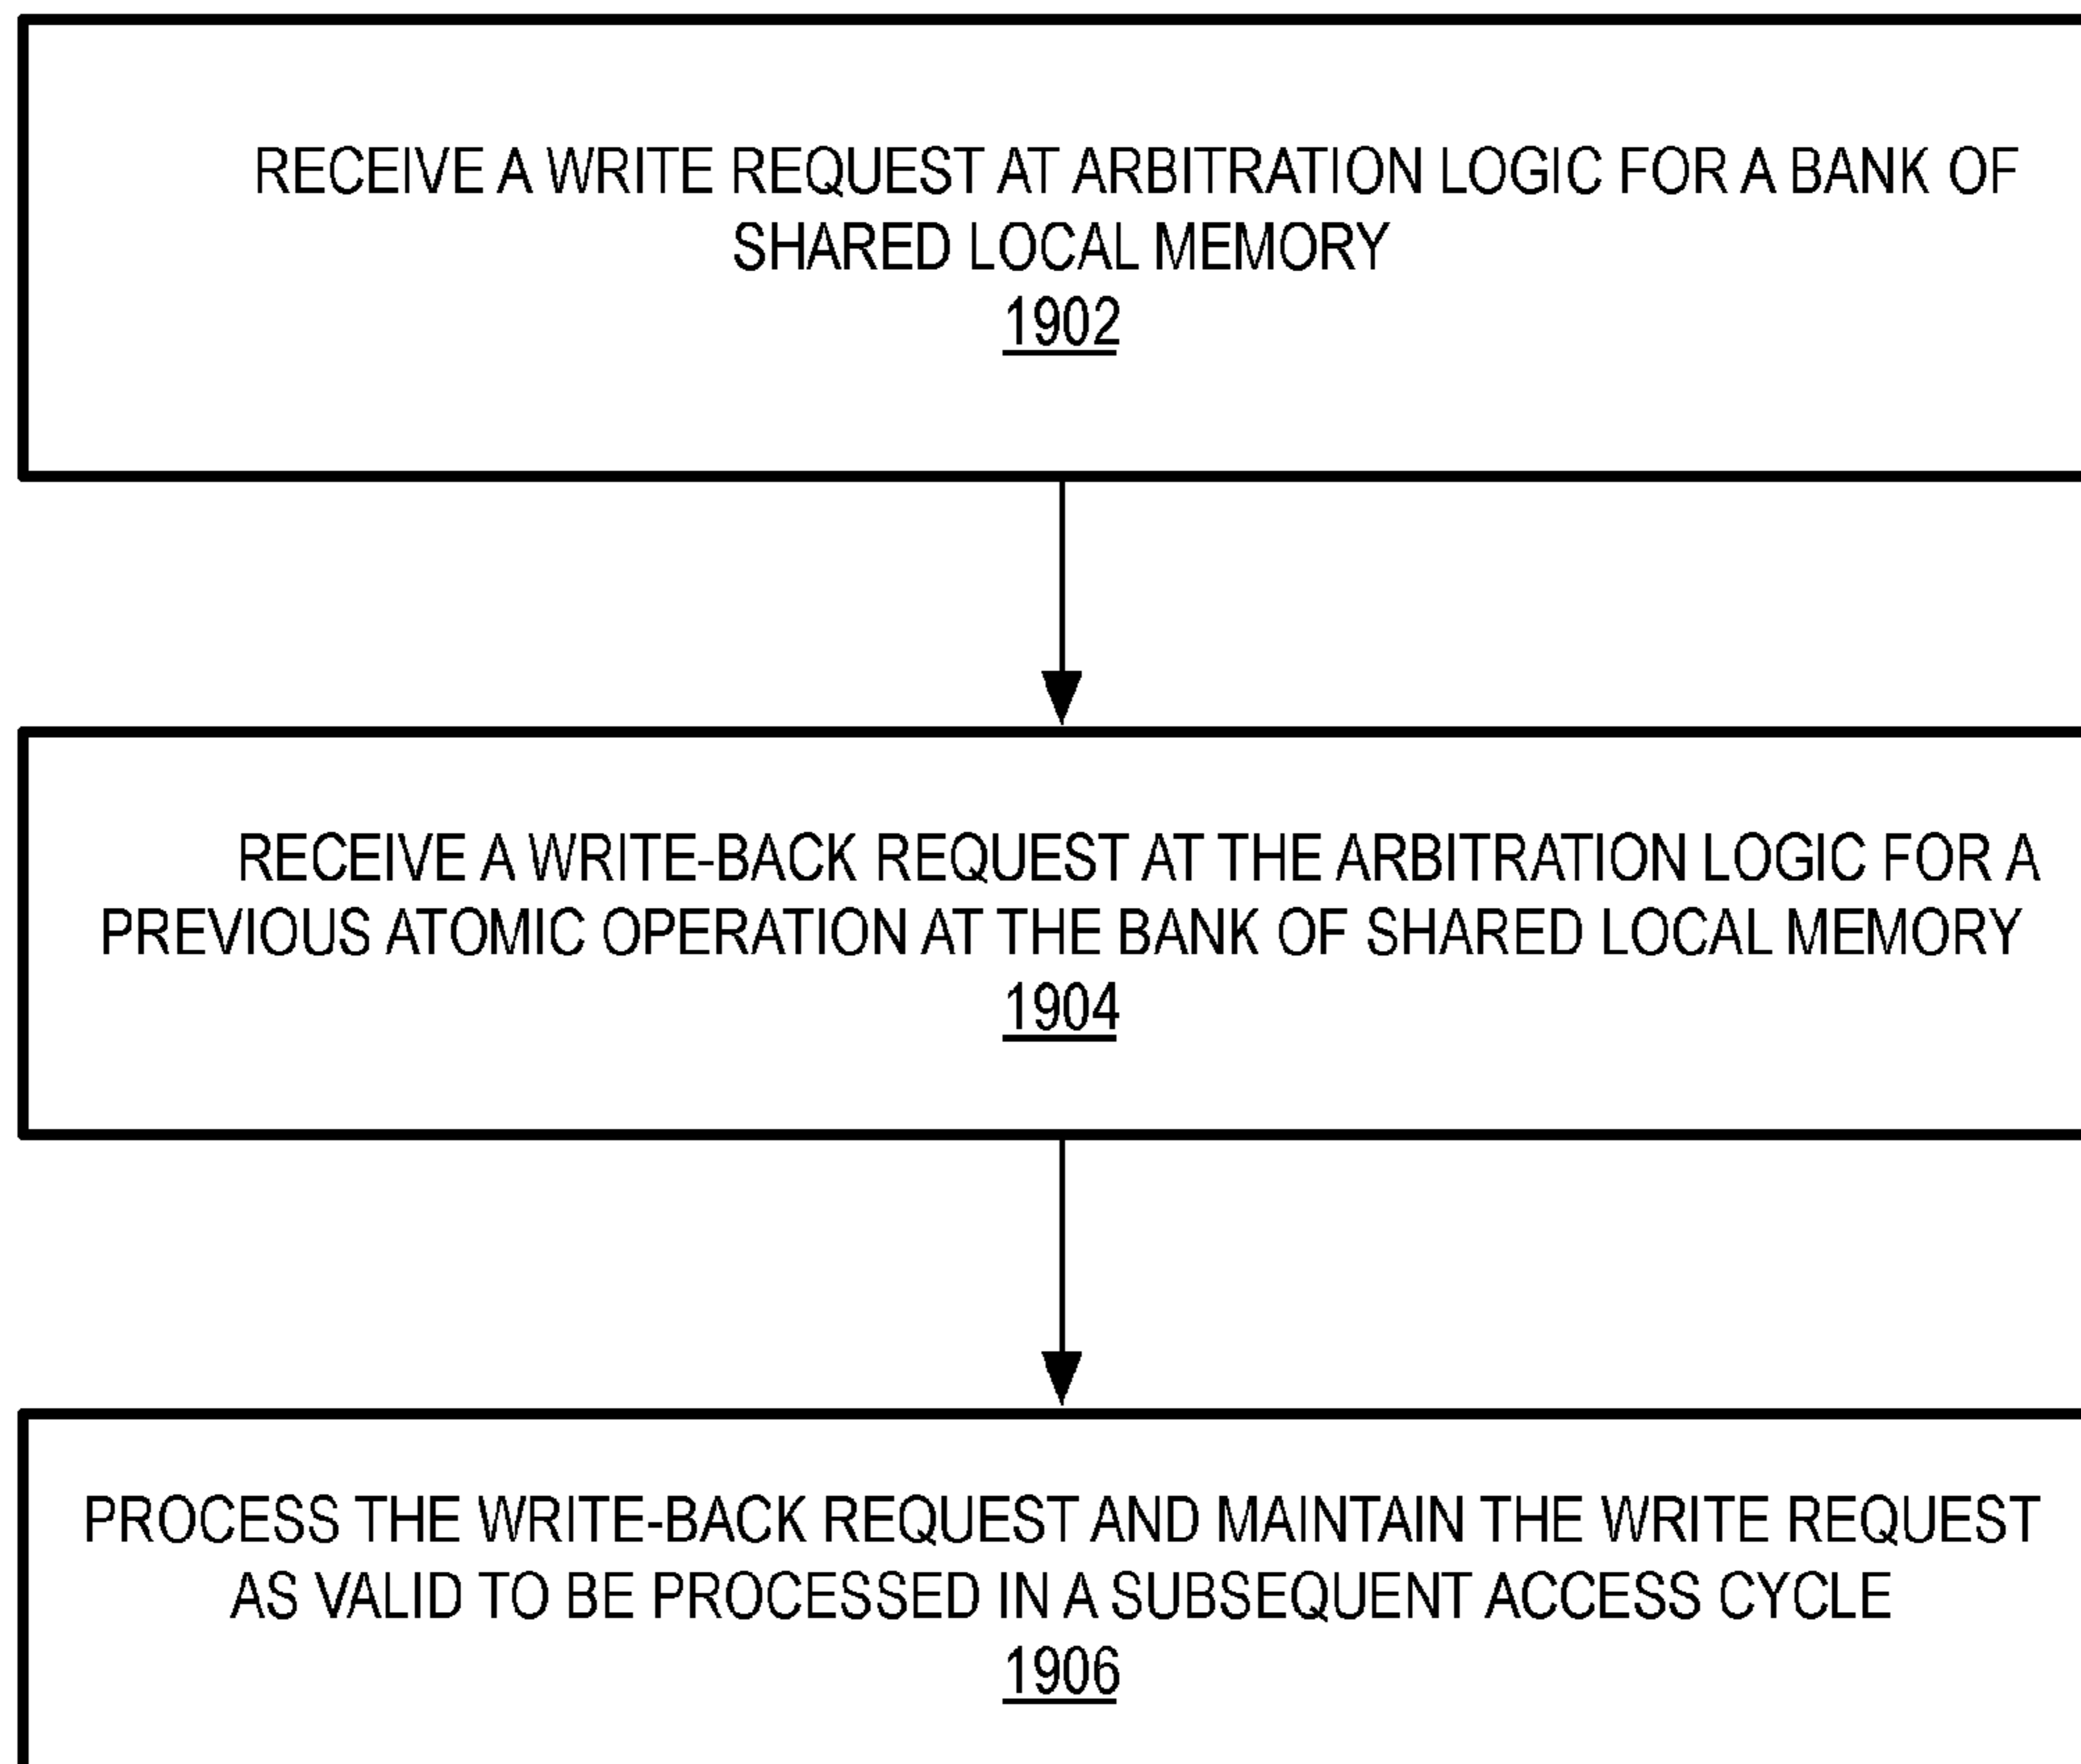 RECEIVE A WRITE REQUEST AT ARBITRATION LOGIC FOR A BANK OF
SHARED LOCAL MEMORY
1902
RECEIVE A WRITE-BACK REQUEST AT THE ARBITRATION LOGIC FOR A
PREVIOUS ATOMIC OPERATION AT THE BANK OF SHARED LOCAL MEMORY
1904
PROCESS THE WRITE-BACK REQUEST AND MAINTAIN THE WRITE REQUEST
AS VALID TO BE PROCESSED IN A SUBSEQUENT ACCESS CYCLE
1906